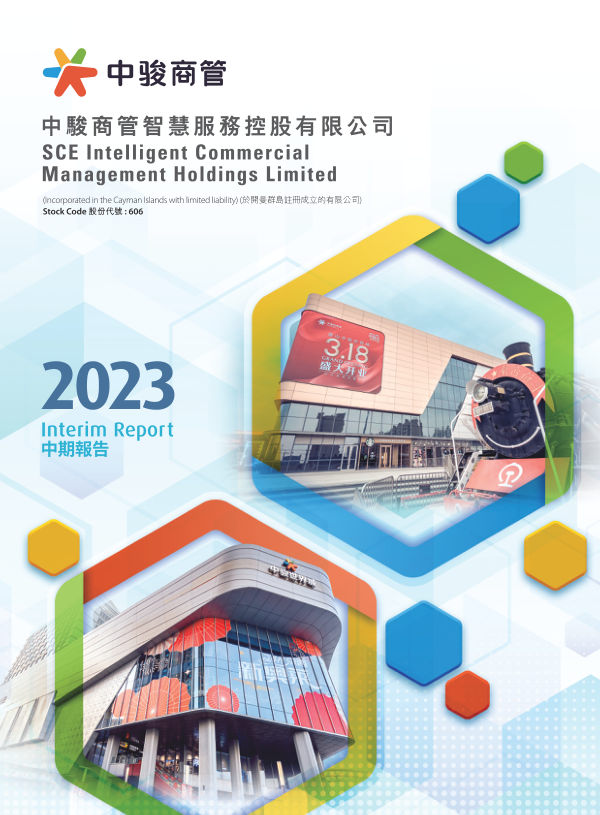 中骏商管
中駿商管智慧服務控股有限公司
SCE Intelligent Commercial
Management Holdings Limited
(Incorporated in the Cayman Islands with limited liability) (於開曼群島註冊成立的有限公司)
Stock Code 股份代號 : 606
3.18
GRAND
盛大开业
2023
Interim Report
中期報告
中骏世界城